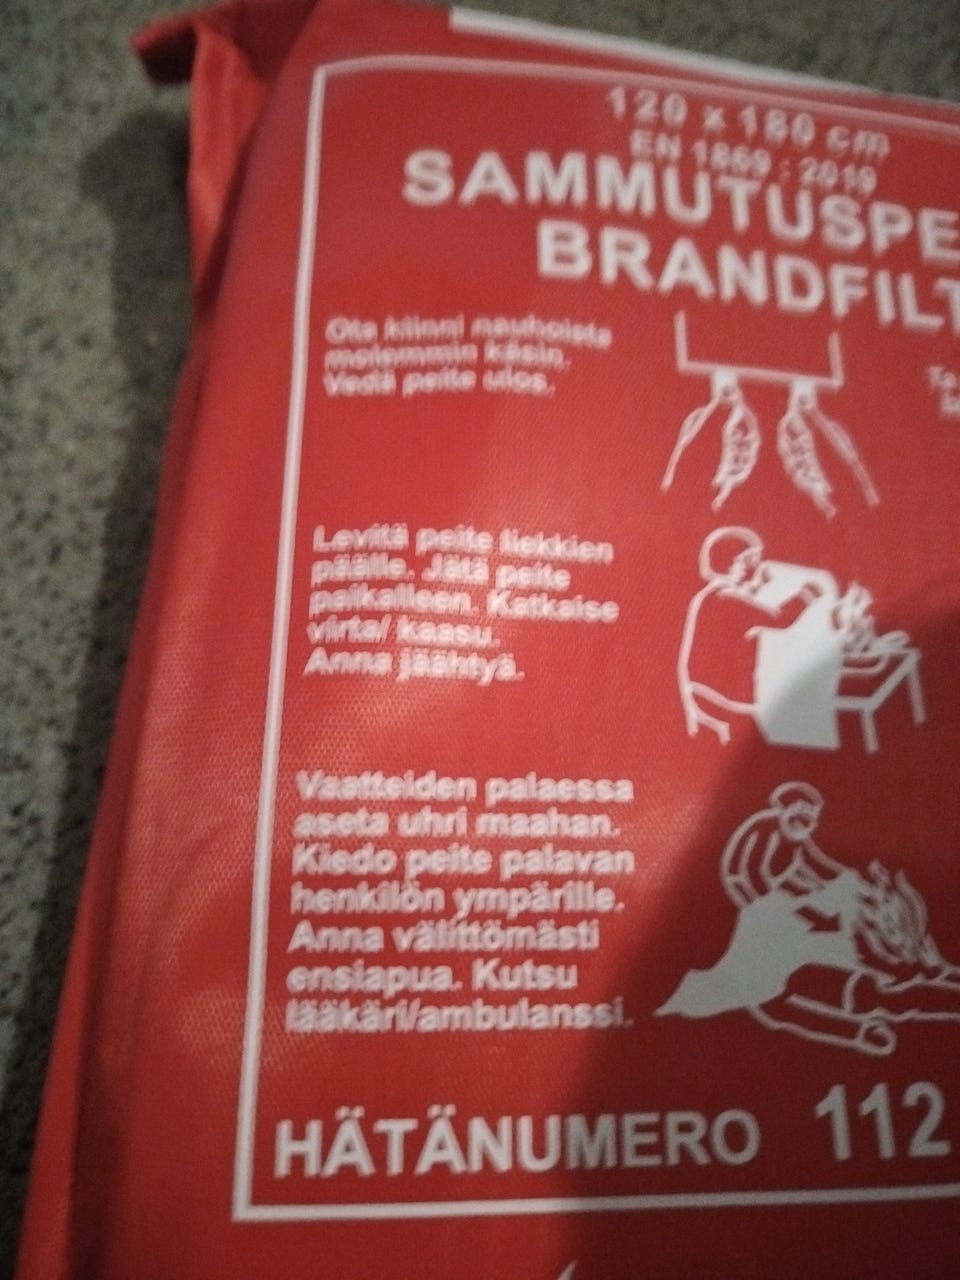 120 x 180 cm
EN 1869 : 2019
SAMMUTUSPE
BRANDFILT
Ota kiinni nauhoista
molemmin käsin.
Vedä peite ulos.
Ta
Levitä peite liekkien
päälle. Jätä peite
paikalleen. Katkaise
virta/ kaasu.
Anna jäähtyä.
Vaatteiden palaessa
aseta uhri maahan.
Kiedo peite palavan
henkilön ympärille.
Anna välittömästi
ensiapua. Kutsu
lääkäri/ambulanssi.
HÄTÄNUMERO 112